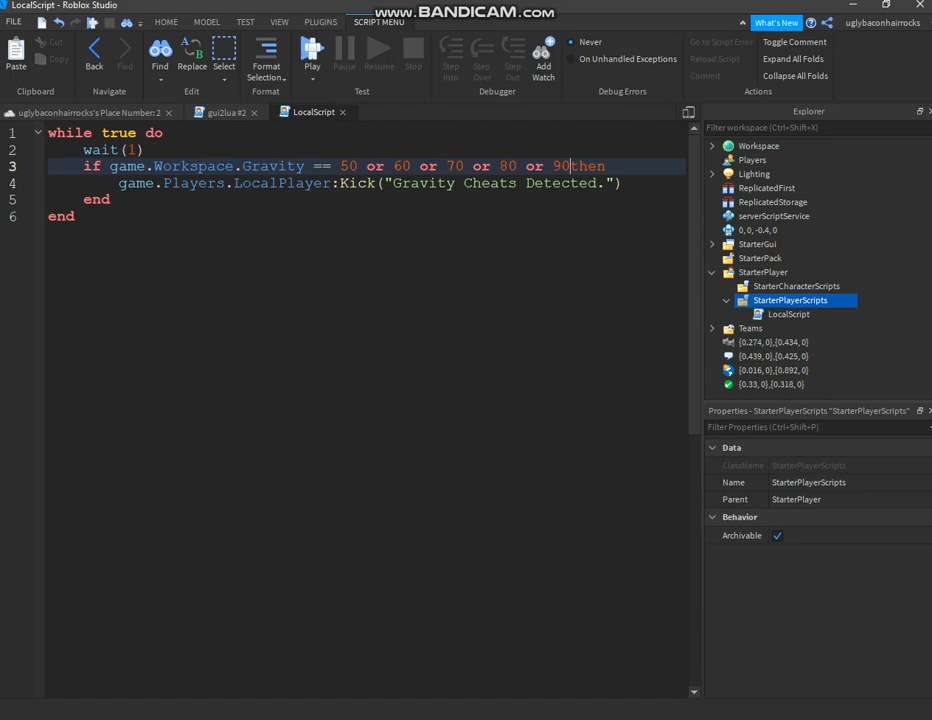 LocalScript - Roblox Studio
www.BANDICAM.com
FILE
HOME
MODEL
TEST
VIEW
PLUGINS
SCRIPT MENU
What's New
uglybaconhairrocks
Paste
Cut
Copy
Clipboard
Back
Fwd
Navigate
Find
Replace
Select
Edit
Format
Selection
Format
Play
Pause
Resume
Stop
Test
Step
Into
Step
Over
Step
Out
Add
Watch
Debugger
Never
On Unhandled Exceptions
Debug Errors
Go to Script Error
Reload Script
Commit
Toggle Comment
Expand All Folds
Collapse All Folds
Actions
uglybaconhairrocks's Place Number: 2
gui2lua #2
LocalScript
1 while true do
2 wait(1)
3 if game.Workspace.Gravity == 50 or 60 or 70 or 80 or 90then
4 game.Players.LocalPlayer:Kick("Gravity Cheats Detected.")
5 end
6 end
Explorer
Filter workspace (Ctrl+Shift+X)
Workspace
Players
Lighting
ReplicatedFirst
ReplicatedStorage
serverScriptService
0, 0, -0.4, 0
StarterGui
StarterPack
StarterPlayer
StarterCharacterScripts
StarterPlayerScripts
LocalScript
Teams
{0.274, 0},{0.434, 0}
{0.439, 0},{0.425, 0}
{0.016, 0},{0.892, 0}
{0.33, 0},{0.318, 0}
Properties - StarterPlayerScripts "StarterPlayerScripts"
Filter Properties (Ctrl+Shift+P)
Data
ClassName StarterPlayerScripts
Name StarterPlayerScripts
Parent StarterPlayer
Behavior
Archivable